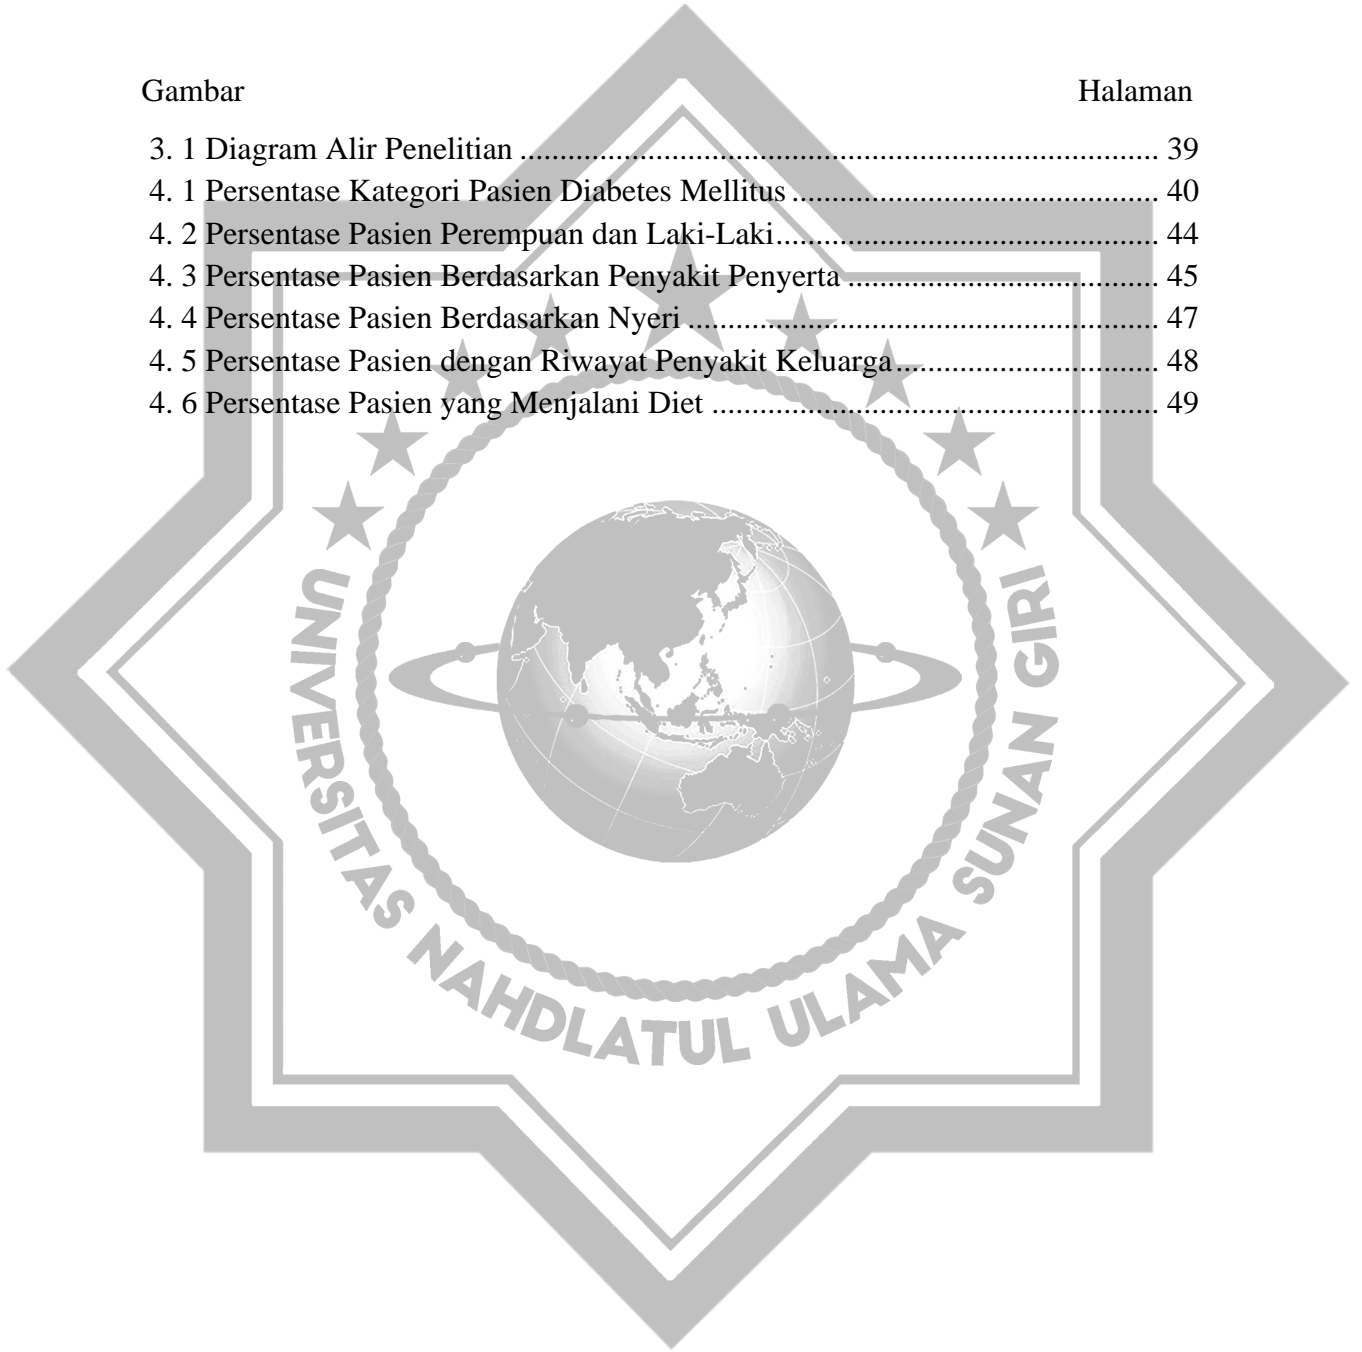 Gambar Halaman
3. 1 Diagram Alir Penelitian ................................................................................ 39
4. 1 Persentase Kategori Pasien Diabetes Mellitus .............................................. 40
4. 2 Persentase Pasien Perempuan dan Laki-Laki................................................ 44
4. 3 Persentase Pasien Berdasarkan Penyakit Penyerta ....................................... 45
4. 4 Persentase Pasien Berdasarkan Nyeri ........................................................... 47
4. 5 Persentase Pasien dengan Riwayat Penyakit Keluarga ................................. 48
4. 6 Persentase Pasien yang Menjalani Diet ........................................................ 49
UNIVERSITAS NAHDLATUL ULAMA SUNAN GIRI